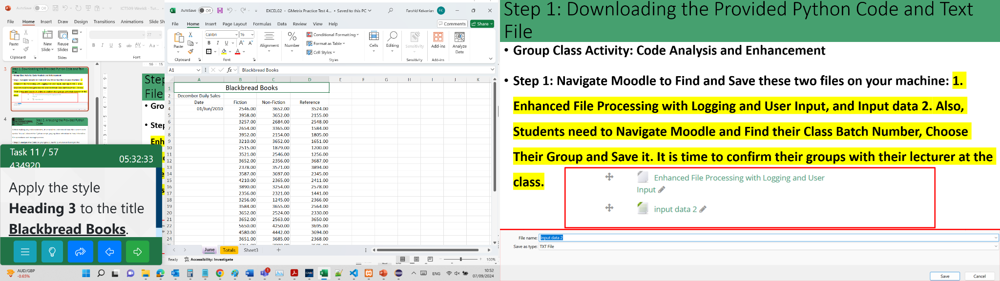 AutoSave Off
ICT509 Week8 - Tut...
File Home Insert Draw Design Transitions Animations Slide Sh
Paste
New Slide
Reuse Slides
27
Clipboard
Slides
Font
16 15
3
Step 1: Downloading the Provided Python Code and Text File
Group Class Activity: Code Analysis and Enhancement
4
Step 2: Analyzing the Provided Python Code
Step
File
• Gro
• Step
Enh
Task 11 / 57
434920
05:32:33
Apply the style
Heading 3 to the title
Blackbread Books.
AutoSave Off
EXCEL02 - GMetrix Practice Test 4... • Saved to this PC
Farshid Keivanian FK
File Home Insert Page Layout Formulas Data Review View Help
Comments Share
Paste
Calibri 16
B I U A A
Alignment
Number
Conditional Formatting
Format as Table
Cell Styles
Cells
Editing
Sensitivity
Add-ins
Analyze Data
Clipboard Font Styles Sensitivity Add-ins
A1 fx Blackbread Books
A B C D E F G H I J K
1 Blackbread Books
2 December Daily Sales
3 Date Fiction Non-Fiction Reference
4 01/Jun/2010 2546.00 3652.00 3524.00
5 3958.00 3652.00 2155.00
6 3257.00 2684.00 2548.00
7 2654.00 3365.00 1584.00
8 3952.00 2154.00 1805.00
9 3210.00 3652.00 1651.00
10 2515.00 1879.00 1200.00
11 3521.00 2546.00 1256.00
12 3652.00 2356.00 3687.00
13 2378.00 3571.00 3894.00
14 3587.00 3697.00 2345.00
15 4210.00 2365.00 2411.00
16 3890.00 3254.00 2578.00
17 2356.00 2321.00 1441.00
18 3256.00 1245.00 2366.00
19 3584.00 3655.00 2564.00
20 3652.00 2524.00 2330.00
21 3652.00 2563.00 3650.00
22 5650.00 4250.00 3695.00
23 4580.00 4442.00 3694.00
24 3651.00 3685.00 2368.00
June Totals Sheet3 +
Ready Accessibility: Investigate 100%
AUD/GBP
-0.65%
ENG
10:52
07/09/2024
Step 1: Downloading the Provided Python Code and Text
File
• Group Class Activity: Code Analysis and Enhancement
• Step 1: Navigate Moodle to Find and Save these two files on your machine: 1.
Enhanced File Processing with Logging and User Input, and Input data 2. Also,
Students need to Navigate Moodle and Find their Class Batch Number, Choose
Their Group and Save it. It is time to confirm their groups with their lecturer at the
class.
Enhanced File Processing with Logging and User
Input
input data 2
File name: input data 2
Save as type: TXT File
Save Cancel